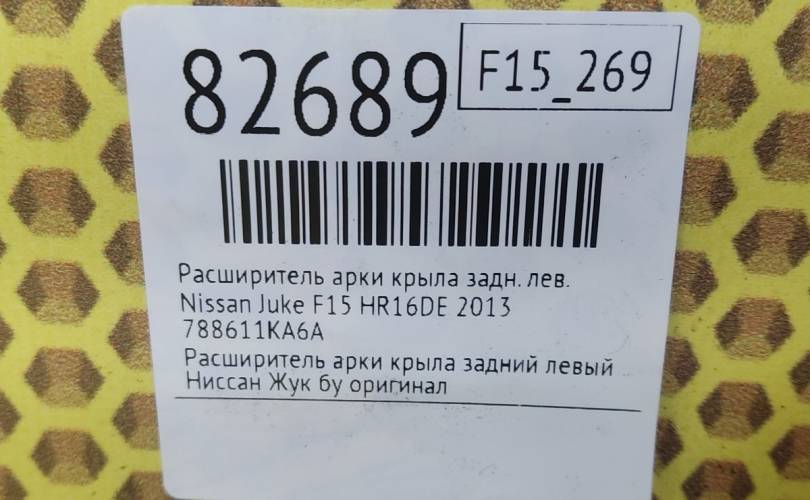 82689
F15_269
Расширитель арки крыла задн. лев.
Nissan Juke F15 HR16DE 2013
788611KA6A
Расширитель арки крыла задний левый
Ниссан Жук бу оригинал